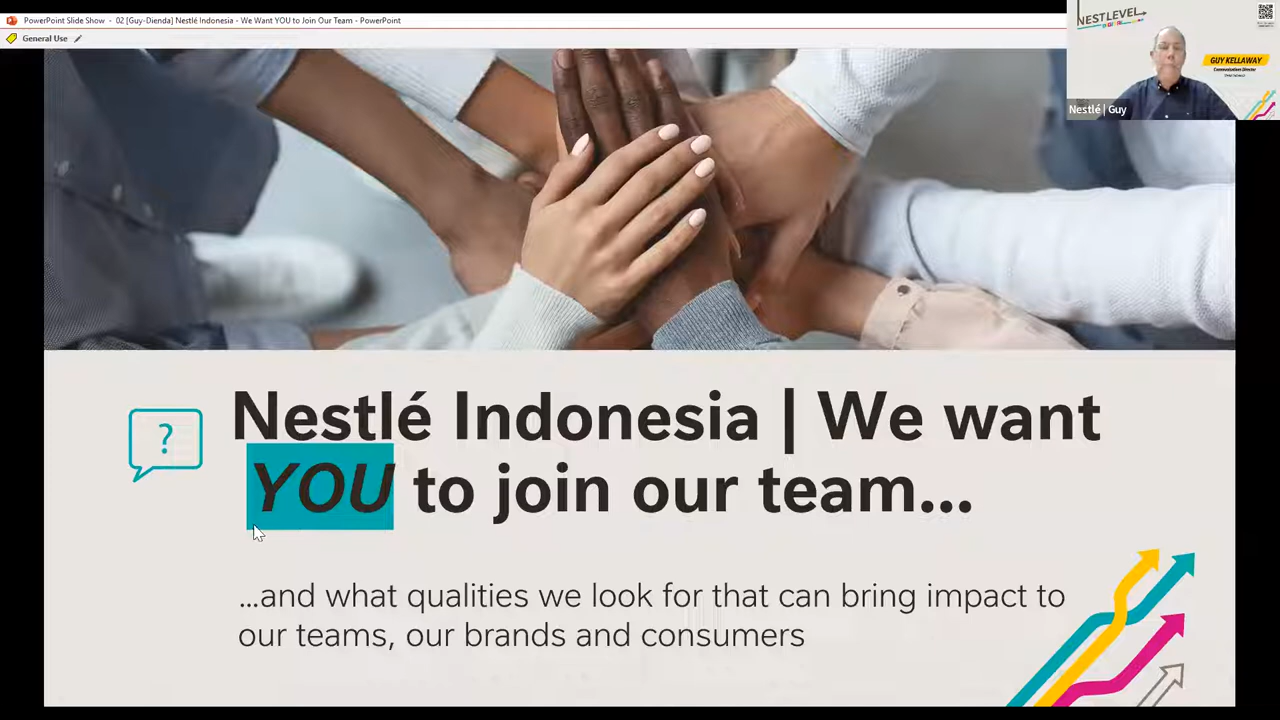 PowerPoint Slide Show - 02 [Guy-Dienda] Nestlé Indonesia - We Want YOU to Join Our Team - PowerPoint
General Use
NESTLEVEL
GUY KELLAWAY
Nestlé | Guy
?
Nestlé Indonesia | We want
YOU to join our team...
...and what qualities we look for that can bring impact to
our teams, our brands and consumers